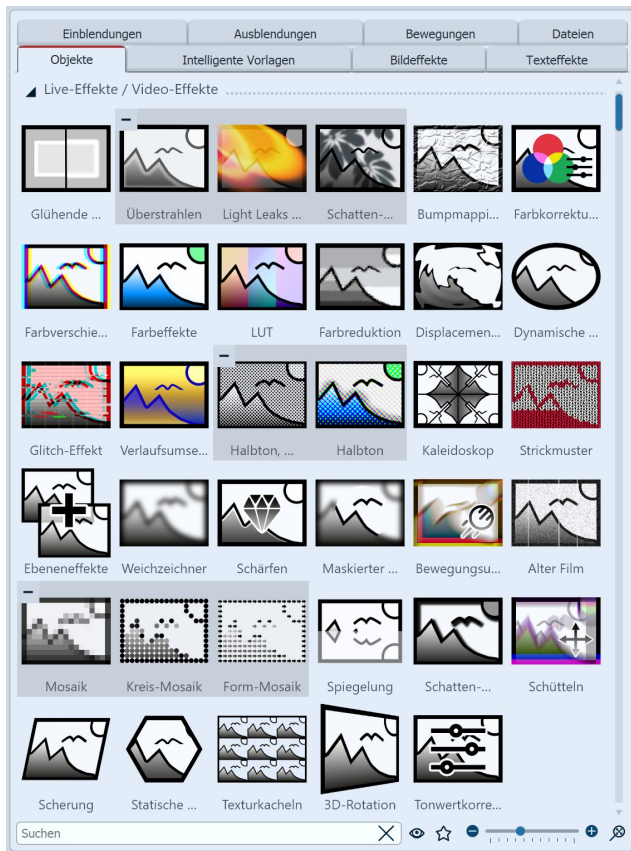 Einblendungen Ausblendungen Bewegungen Dateien
Objekte Intelligente Vorlagen Bildeffekte Texteffekte
Live-Effekte / Video-Effekte
Glühende ... Überstrahlen Light Leaks ... Schatten-... Bumpmappi... Farbkorrektu...
Farbverschie... Farbeffekte LUT Farbreduktion Displacemen... Dynamische ...
Glitch-Effekt Verlaufsumse... Halbton, ... Halbton Kaleidoskop Strickmuster
Ebeneneffekte Weichzeichner Schärfen Maskierter ... Bewegungsu... Alter Film
Mosaik Kreis-Mosaik Form-Mosaik Spiegelung Schatten-... Schütteln
Scherung Statische ... Texturkacheln 3D-Rotation Tonwertkorre...
Suchen